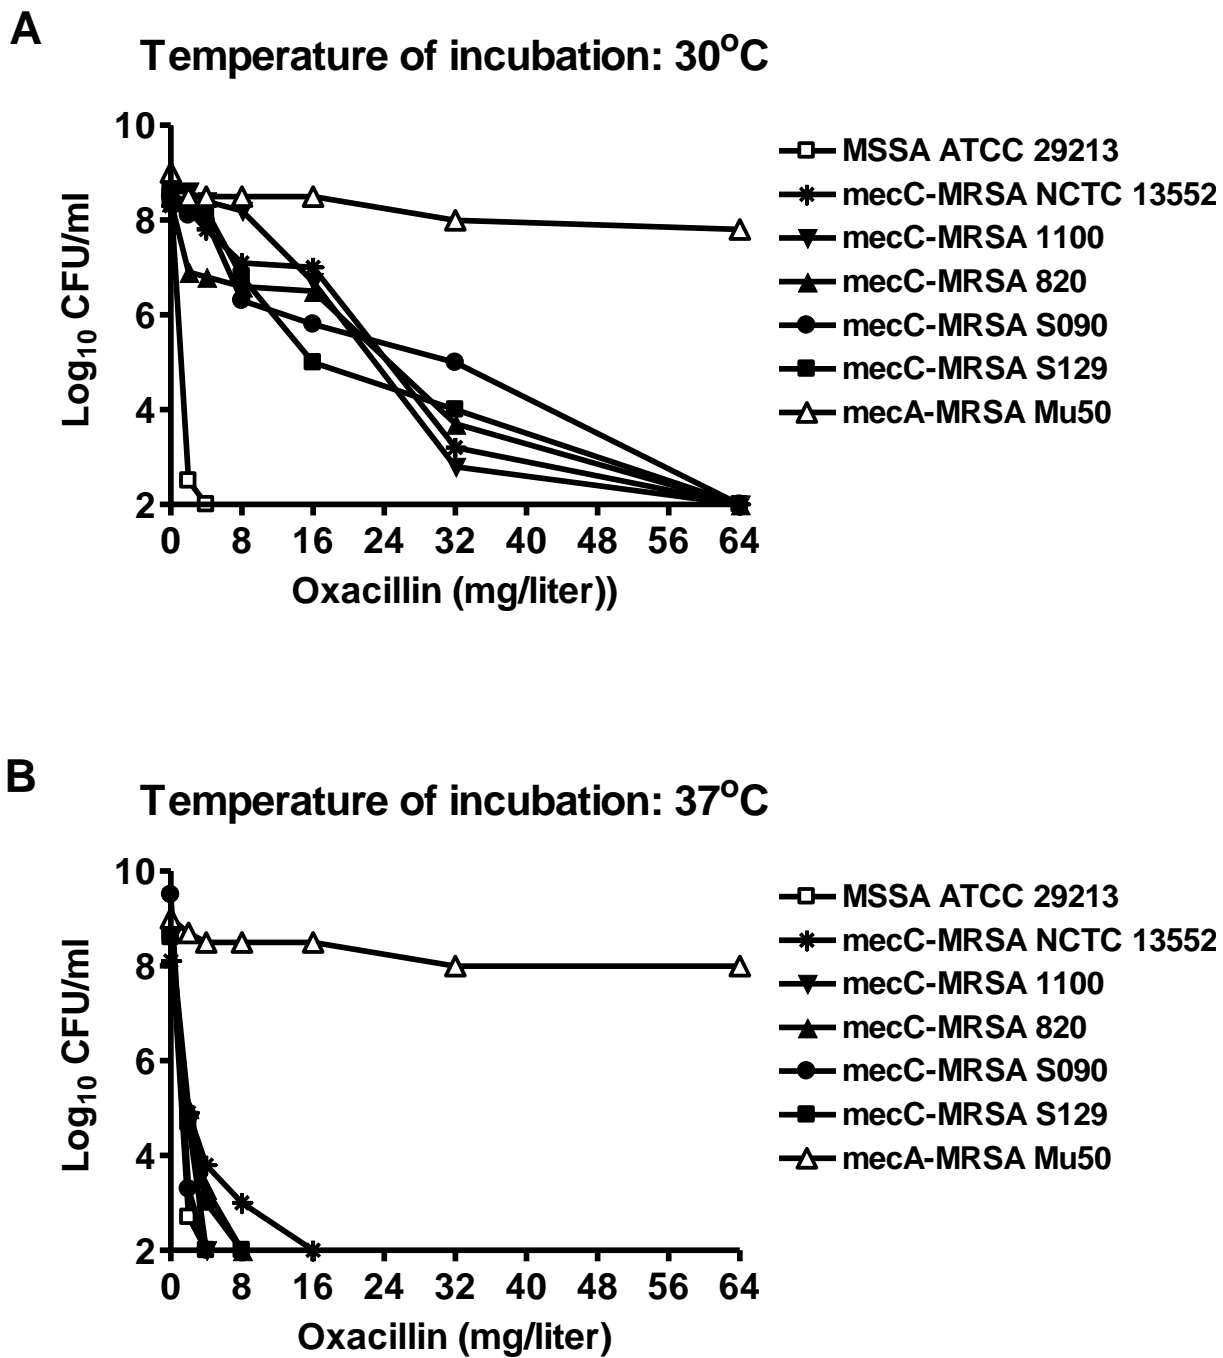 A
Temperature of incubation: 30°C
10
8
6
4
2
Log10 CFU/ml
0 8 16 24 32 40 48 56 64
Oxacillin (mg/liter))
MSSA ATCC 29213
mecC-MRSA NCTC 13552
mecC-MRSA 1100
mecC-MRSA 820
mecC-MRSA S090
mecC-MRSA S129
mecA-MRSA Mu50
B
Temperature of incubation: 37°C
10
8
6
4
2
Log10 CFU/ml
0 8 16 24 32 40 48 56 64
Oxacillin (mg/liter)
MSSA ATCC 29213
mecC-MRSA NCTC 13552
mecC-MRSA 1100
mecC-MRSA 820
mecC-MRSA S090
mecC-MRSA S129
mecA-MRSA Mu50